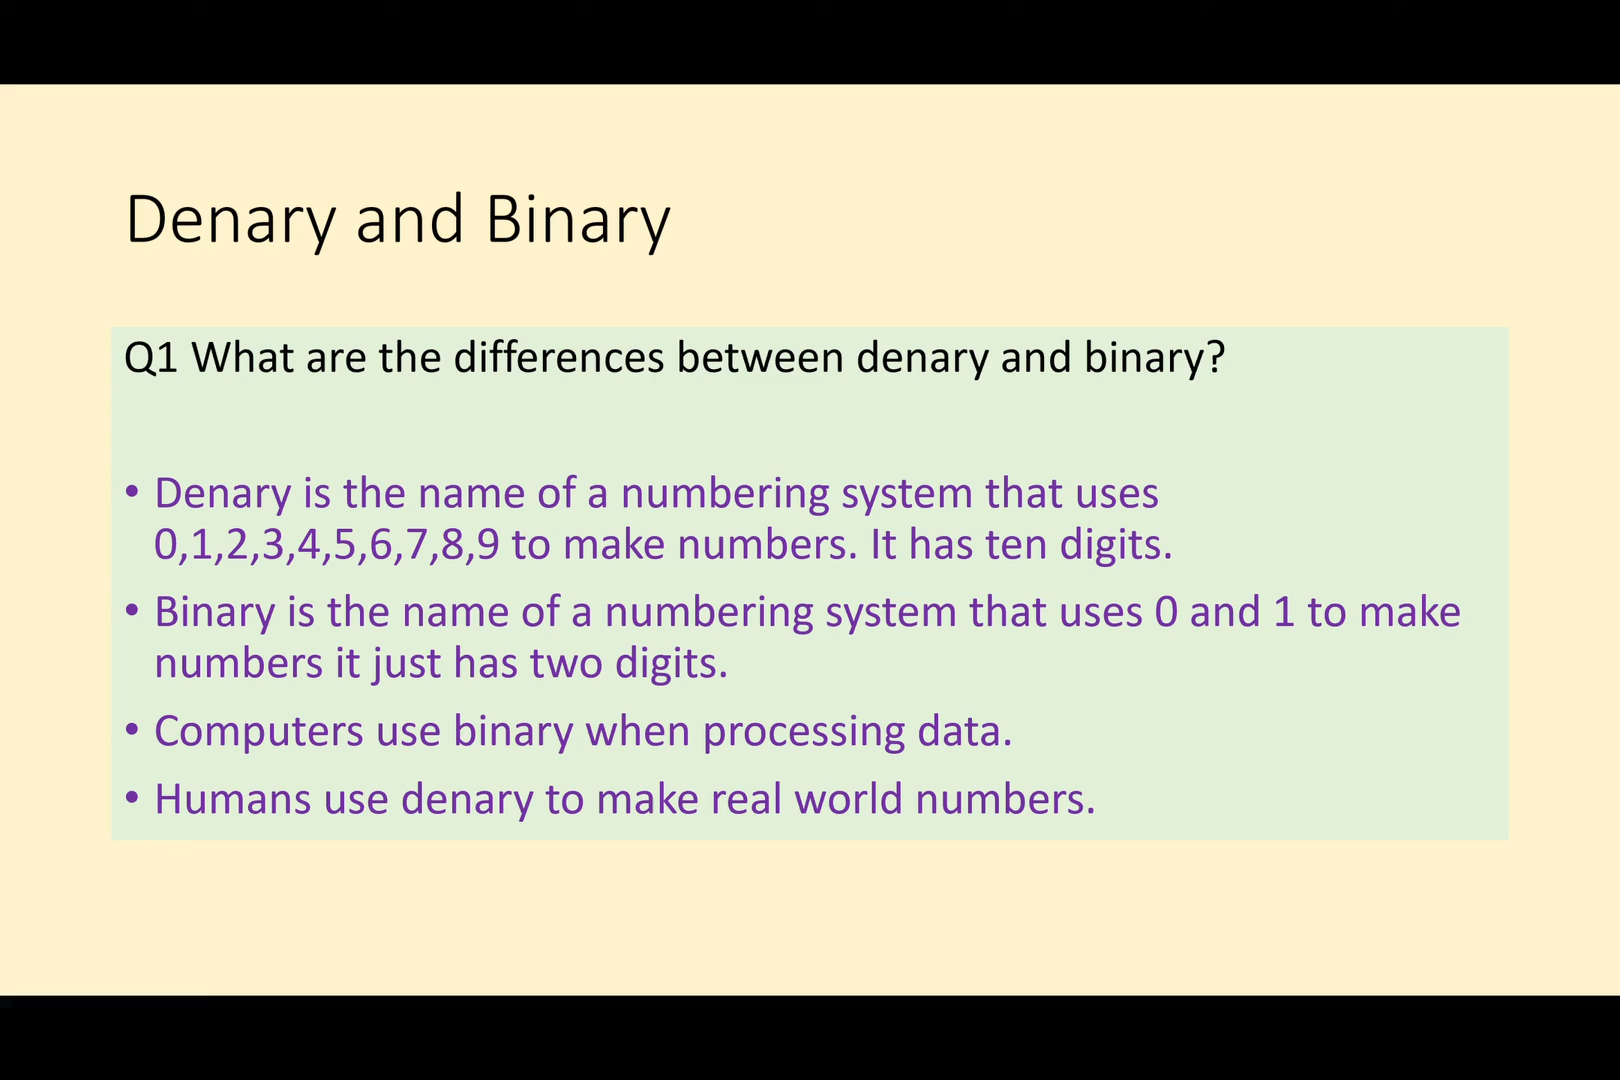 Denary and Binary
Q1 What are the differences between denary and binary?
• Denary is the name of a numbering system that uses
0,1,2,3,4,5,6,7,8,9 to make numbers. It has ten digits.
• Binary is the name of a numbering system that uses 0 and 1 to make
numbers it just has two digits.
• Computers use binary when processing data.
• Humans use denary to make real world numbers.